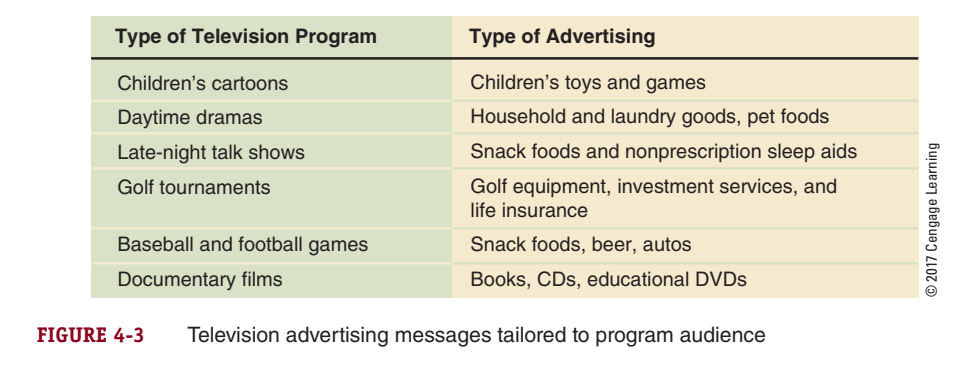 Type of Television Program Type of Advertising
Children’s cartoons Children’s toys and games
Daytime dramas Household and laundry goods, pet foods
Late-night talk shows Snack foods and nonprescription sleep aids
Golf tournaments Golf equipment, investment services, and
life insurance
Baseball and football games Snack foods, beer, autos
Documentary films Books, CDs, educational DVDs
© 2017 Cengage Learning
FIGURE 4-3 Television advertising messages tailored to program audience